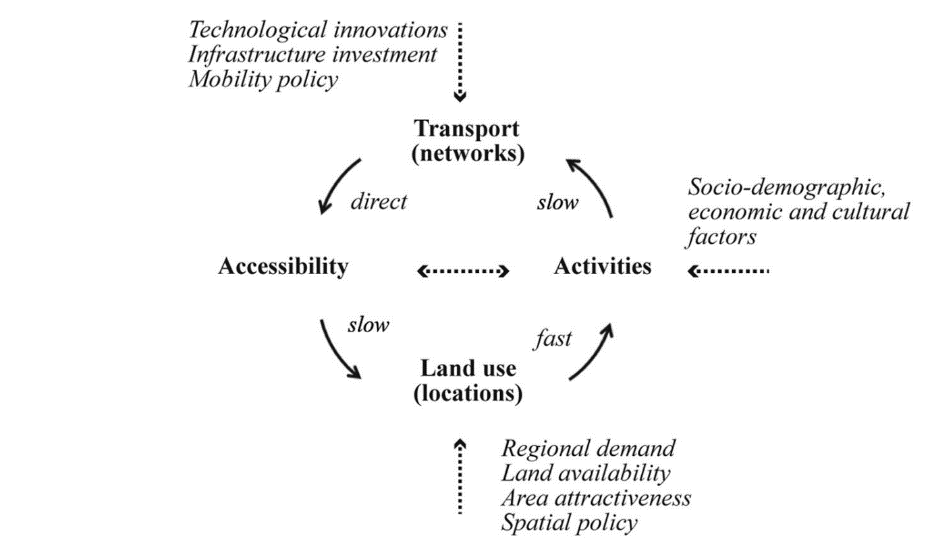 Technological innovations
Infrastructure investment
Mobility policy
Transport
(networks)
direct
slow
Socio-demographic,
economic and cultural
factors
Accessibility
Activities
slow
fast
Land use
(locations)
Regional demand
Land availability
Area attractiveness
Spatial policy